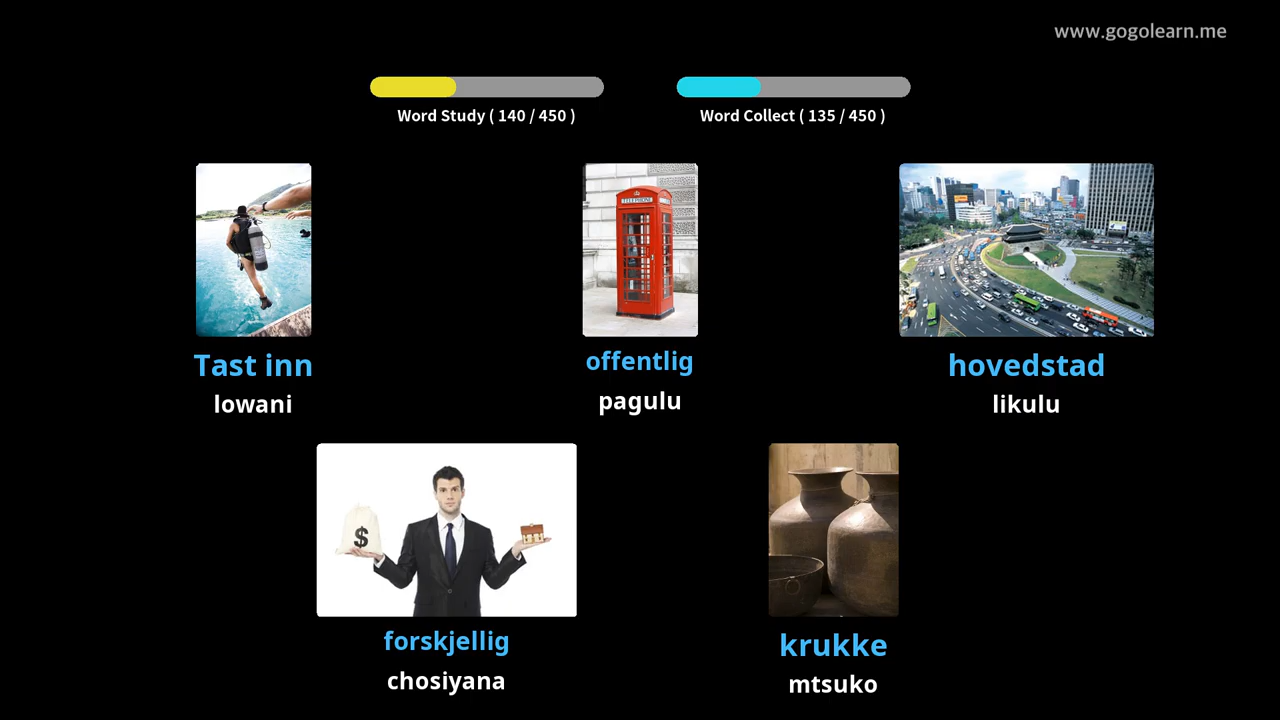 www.gogolearn.me
Word Study ( 140 / 450 )
Word Collect ( 135 / 450 )
TELEPHONE
Tast inn
lowani
offentlig
pagulu
hovedstad
likulu
$
forskjellig
chosiyana
krukke
mtsuko